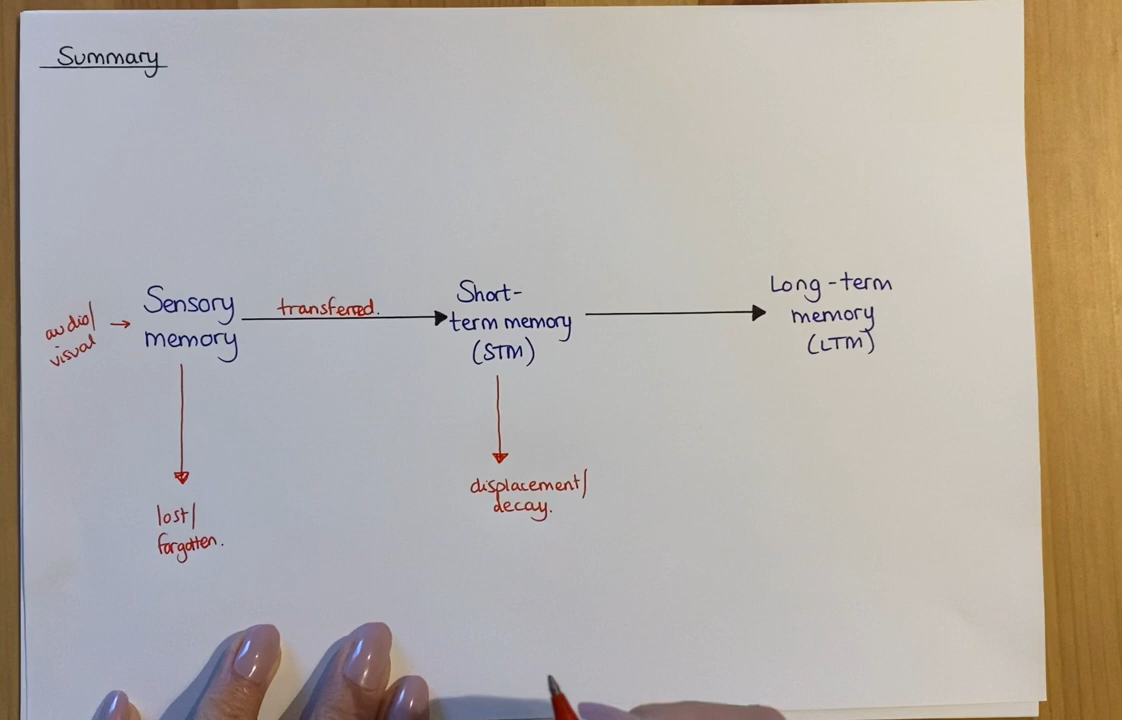 Summary
audio/
visual
Sensory
memory
transferred.
Short-
term memory
(STM)
Long-term
memory
(LTM)
lost/
forgotten.
displacement/
decay.